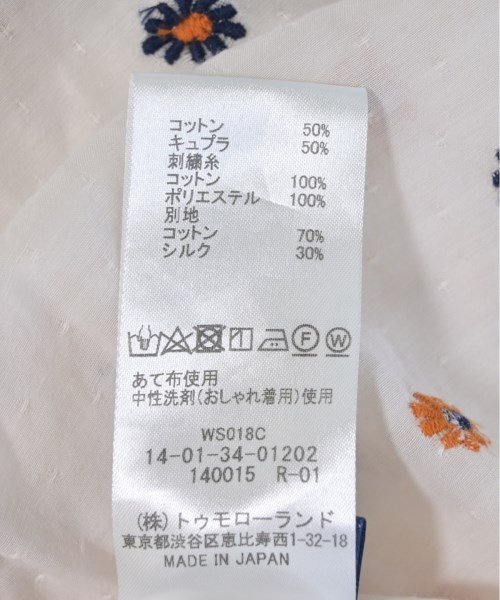 コットン 50%
キュプラ 50%
刺繍糸
コットン 100%
ポリエステル 100%
別地
コットン 70%
シルク 30%
F W
あて布使用
中性洗剤(おしゃれ着用)使用
WS018C
14-01-34-01202
140015 R-01
(株)トゥモローランド
東京都渋谷区恵比寿西1-32-18
MADE IN JAPAN